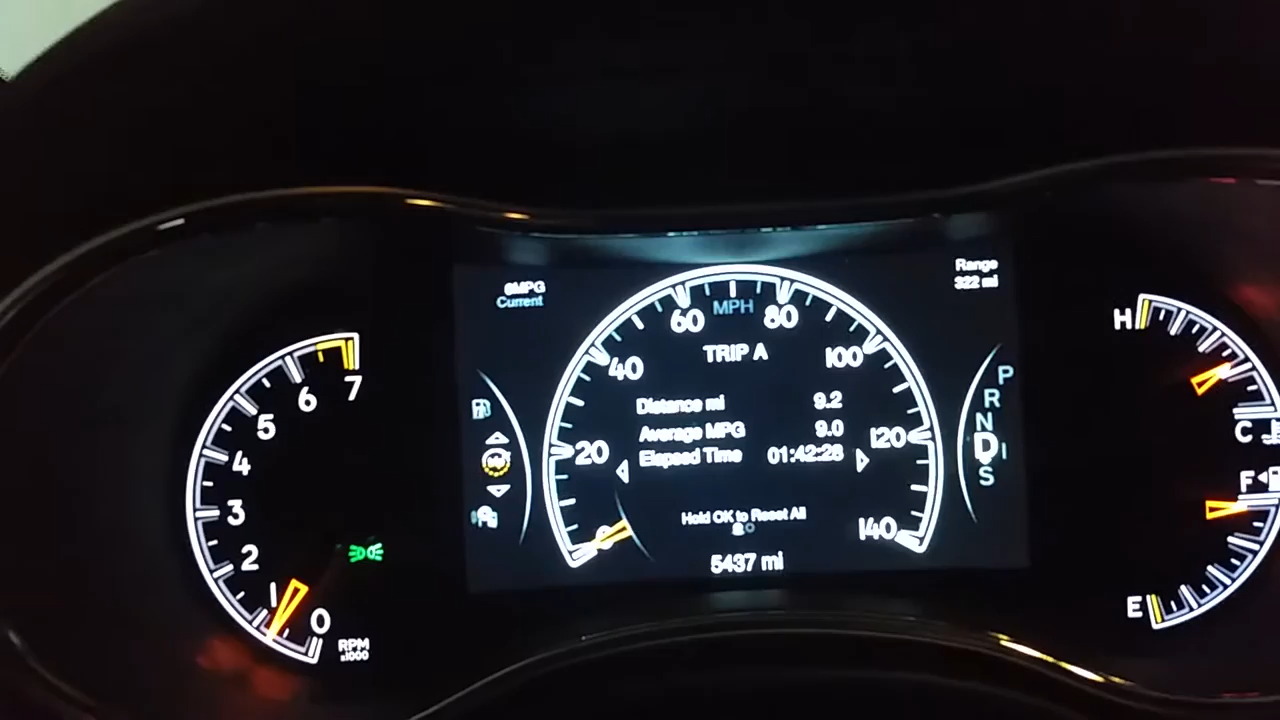 6MPG
Current
Range
322 mi
MPH
0
20
40
60
80
100
120
140
TRIP A
Distance mi 9.2
Average MPG 9.0
Elapsed Time 01:42:28
Hold OK to Reset All
5437 mi
0
1
2
3
4
5
6
7
RPM
x1000
P
R
N
D
S
H
C
F
E